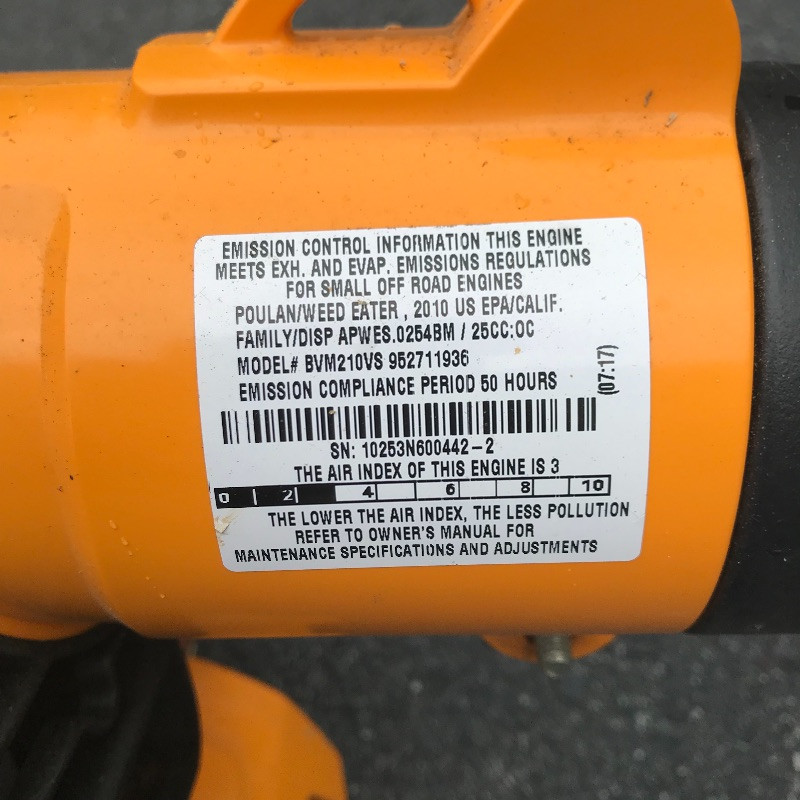 EMISSION CONTROL INFORMATION THIS ENGINE
MEETS EXH. AND EVAP. EMISSIONS REGULATIONS
FOR SMALL OFF ROAD ENGINES
POULAN/WEED EATER , 2010 US EPA/CALIF.
FAMILY/DISP APWES.0254BM / 25CC:OC
MODEL# BVM210VS 952711936
EMISSION COMPLIANCE PERIOD 50 HOURS
(07:17)
SN: 10253N600442-2
THE AIR INDEX OF THIS ENGINE IS 3
0 2 4 6 8 10
THE LOWER THE AIR INDEX, THE LESS POLLUTION
REFER TO OWNER'S MANUAL FOR
MAINTENANCE SPECIFICATIONS AND ADJUSTMENTS